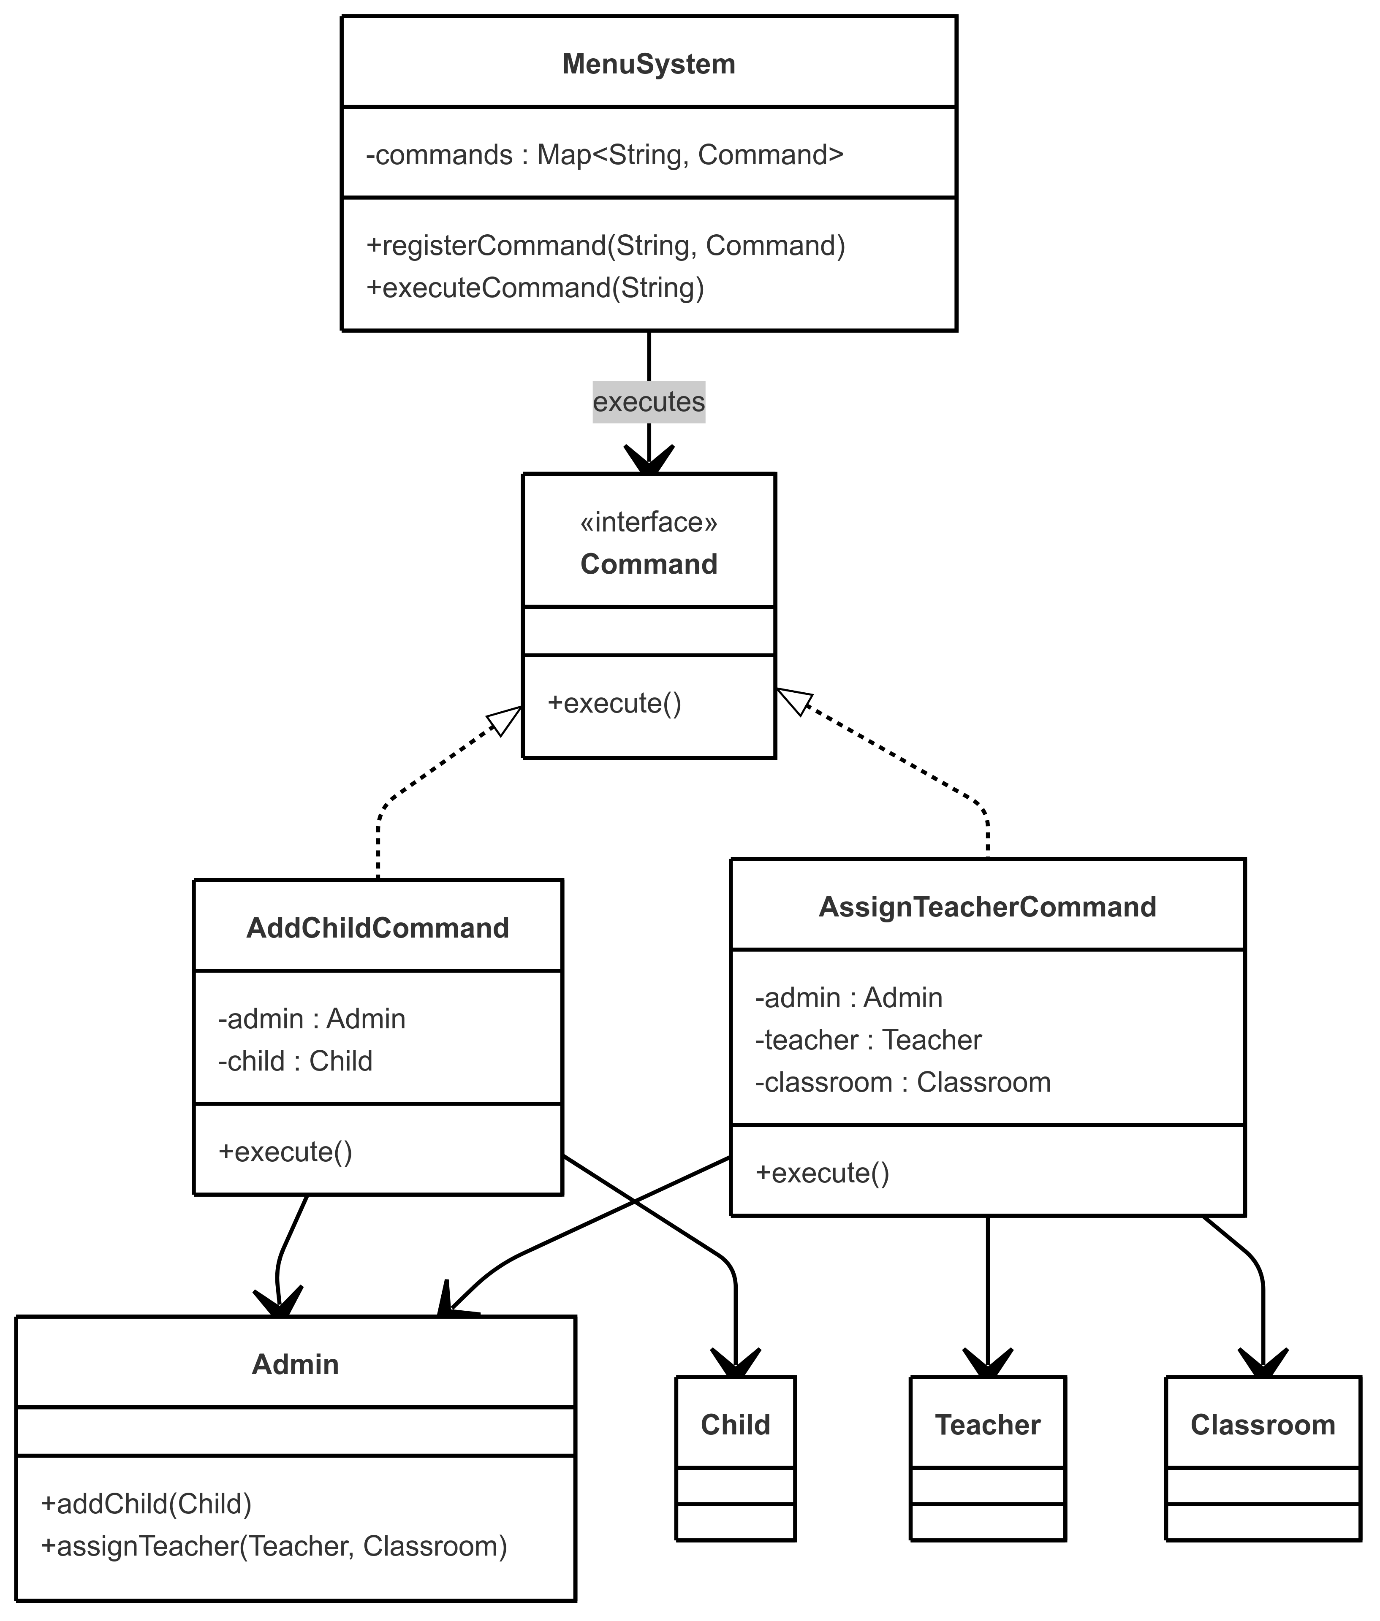 MenuSystem
-commands : Map<String, Command>
+registerCommand(String, Command)
+executeCommand(String)
executes
«interface»
Command
+execute()
AddChildCommand
-admin : Admin
-child : Child
+execute()
AssignTeacherCommand
-admin : Admin
-teacher : Teacher
-classroom : Classroom
+execute()
Admin
+addChild(Child)
+assignTeacher(Teacher, Classroom)
Child
Teacher
Classroom